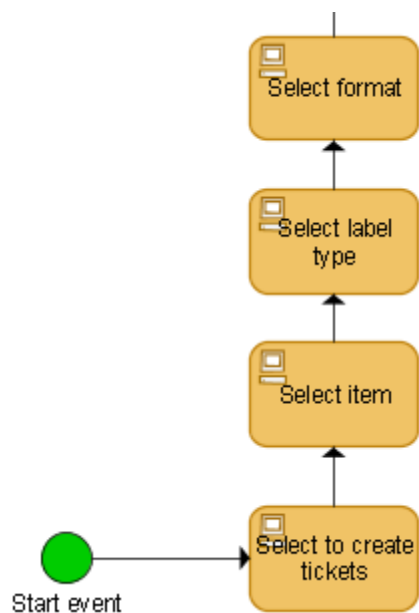 Select format
Select label
type
Select item
Select to create
tickets
Start event